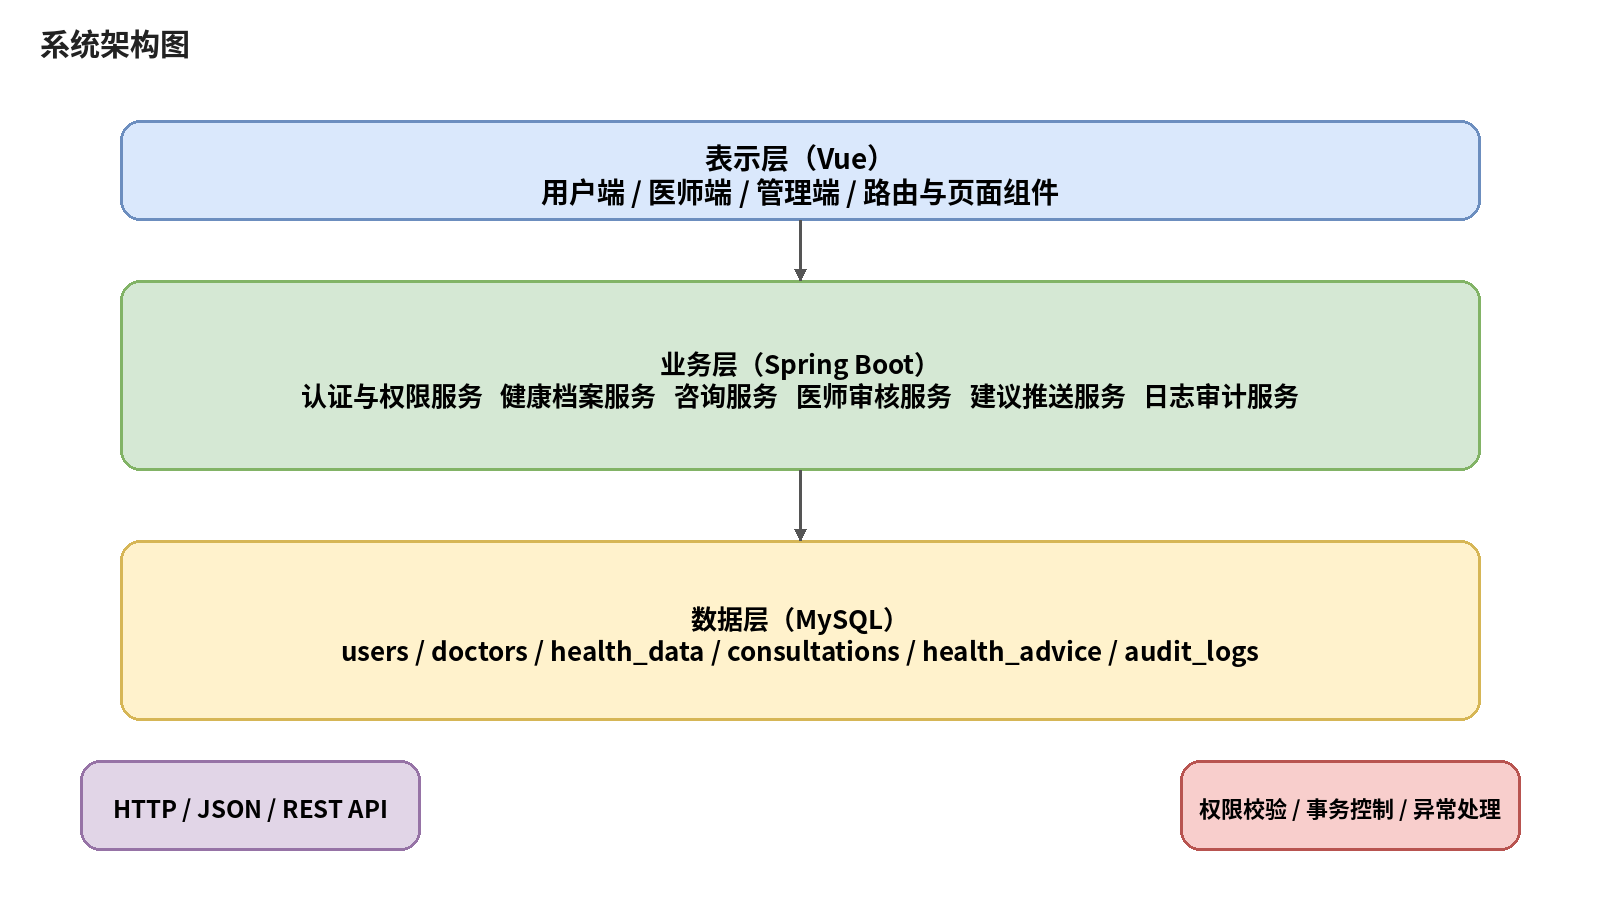 系统架构图
表示层（Vue）
用户端 / 医师端 / 管理端 / 路由与页面组件
业务层（Spring Boot）
认证与权限服务 健康档案服务 咨询服务 医师审核服务 建议推送服务 日志审计服务
数据层（MySQL）
users / doctors / health_data / consultations / health_advice / audit_logs
HTTP / JSON / REST API
权限校验 / 事务控制 / 异常处理